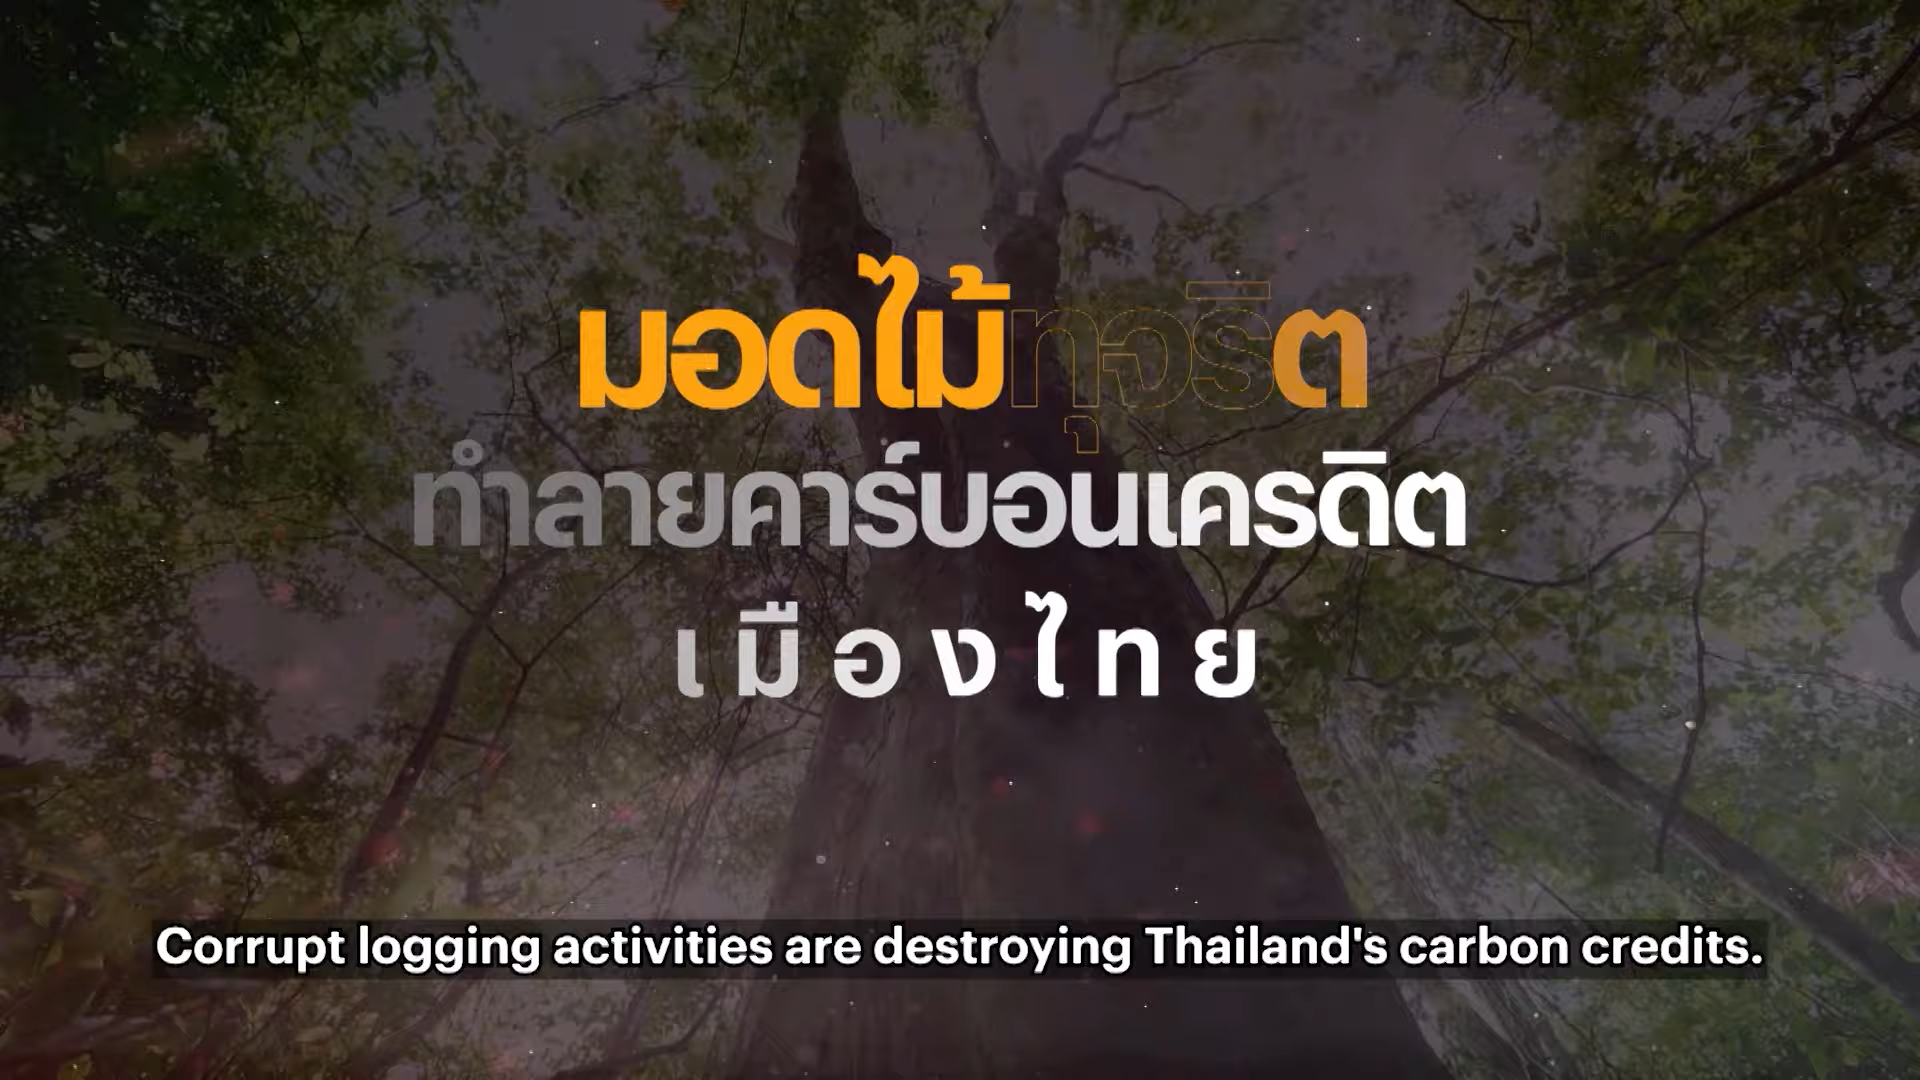 มอดไม้ทุจริต
ทำลายคาร์บอนเครดิต
เมืองไทย
Corrupt logging activities are destroying Thailand's carbon credits.